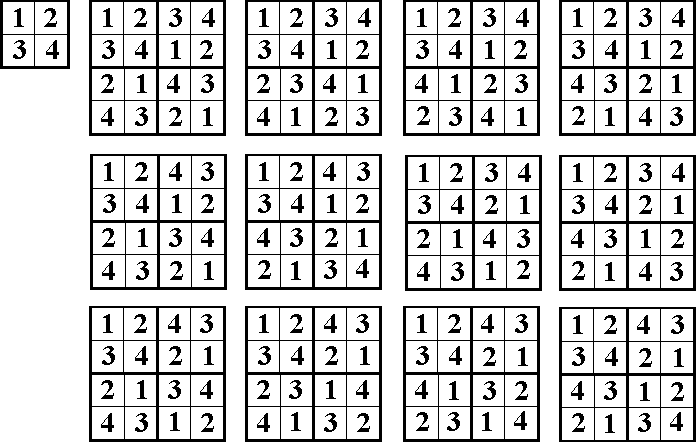 1 2 1 2 3 4 1 2 3 4 1 2 3 4 1 2 3 4
3 4 3 4 1 2 3 4 1 2 3 4 1 2 3 4 1 2
2 1 4 3 2 3 4 1 4 1 2 3 4 3 2 1
4 3 2 1 4 1 2 3 2 3 4 1 2 1 4 3
1 2 4 3 1 2 4 3 1 2 3 4 1 2 3 4
3 4 1 2 3 4 1 2 3 4 2 1 3 4 2 1
2 1 3 4 4 3 2 1 2 1 4 3 4 3 1 2
4 3 2 1 2 1 3 4 4 3 1 2 2 1 4 3
1 2 4 3 1 2 4 3 1 2 4 3 1 2 4 3
3 4 2 1 3 4 2 1 3 4 2 1 3 4 2 1
2 1 3 4 2 3 1 4 4 1 3 2 4 3 1 2
4 3 1 2 4 1 3 2 2 3 1 4 2 1 3 4